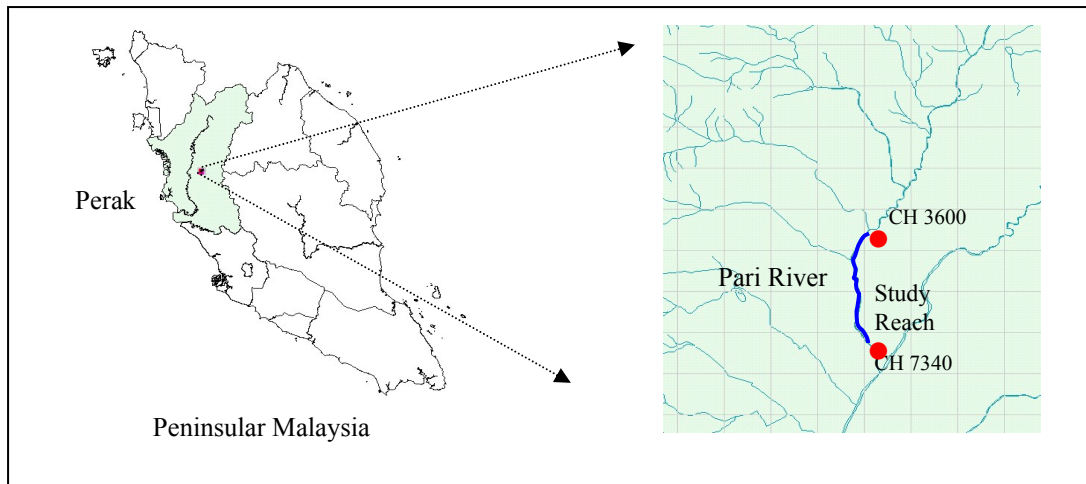 Perak
Peninsular Malaysia
CH 3600
Pari River
Study
Reach
CH 7340